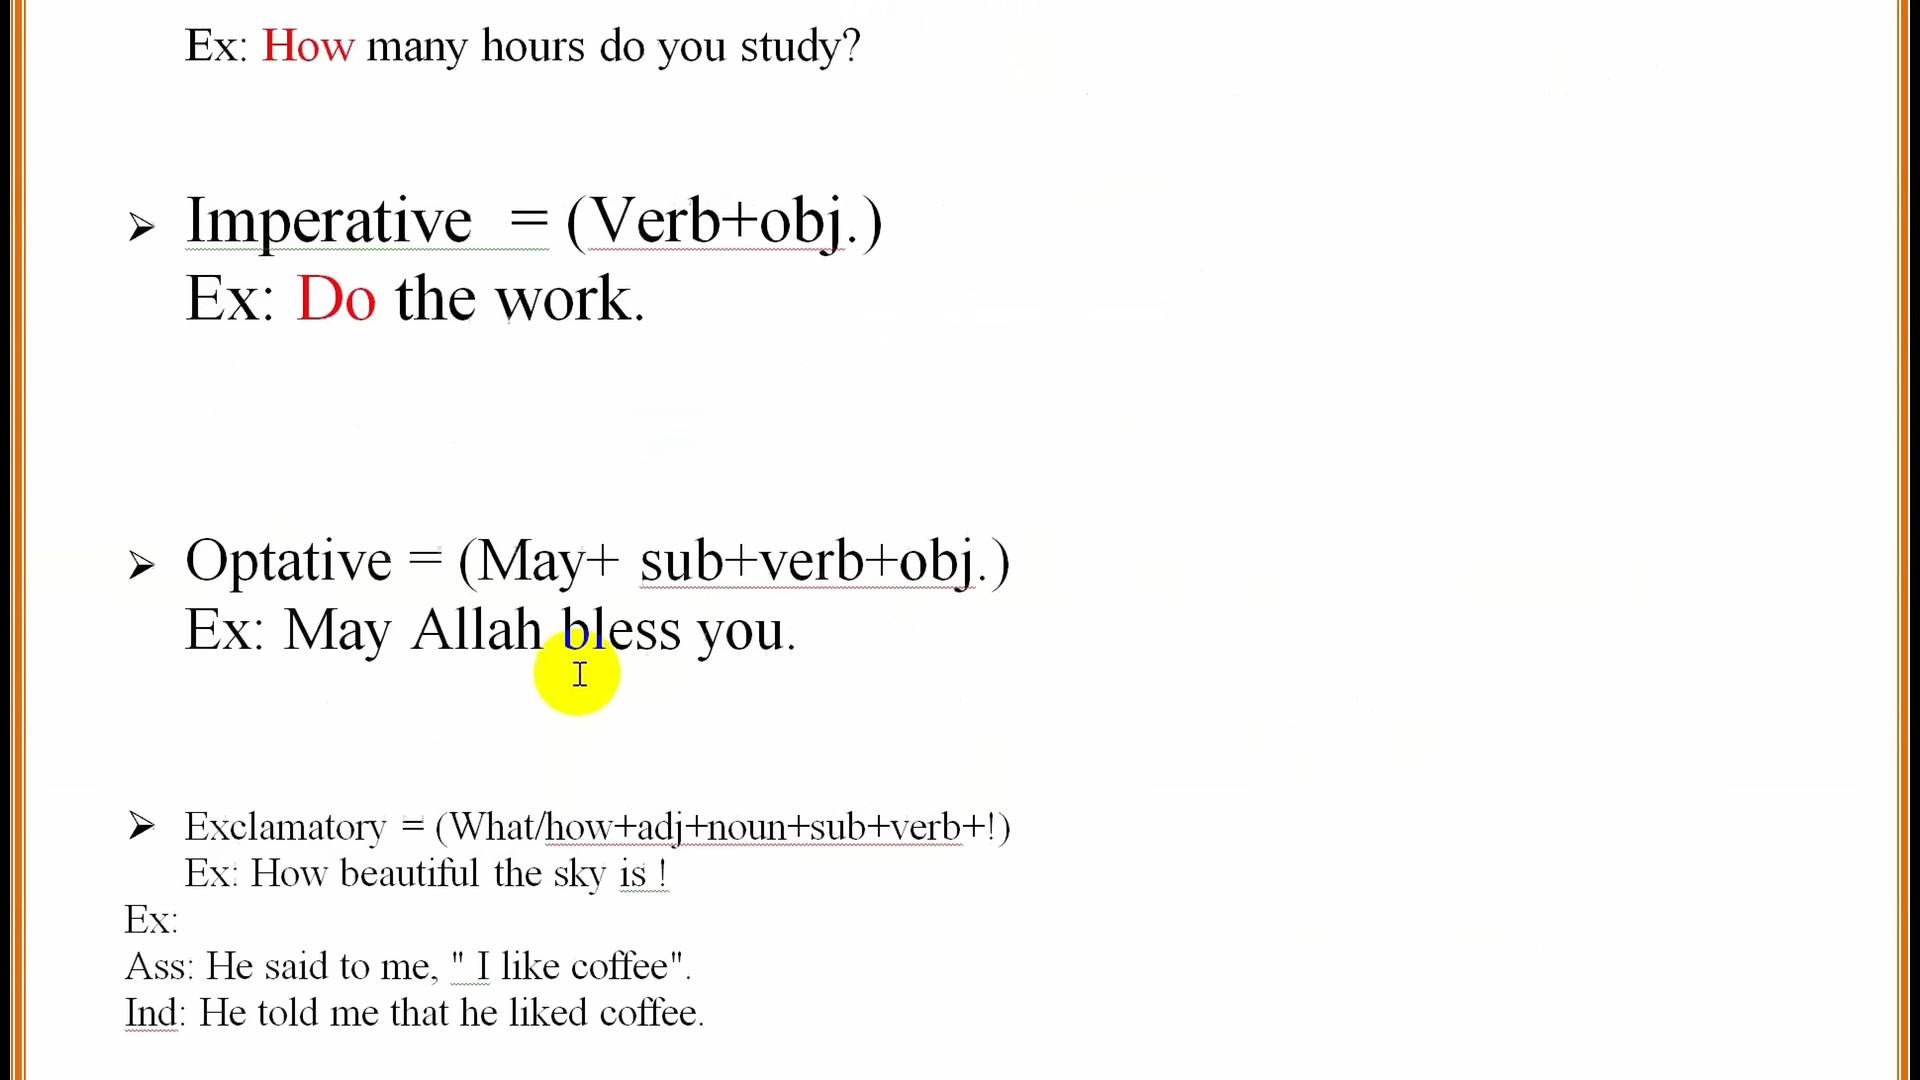 Ex: How many hours do you study?
➢ Imperative = (Verb+obj.)
Ex: Do the work.
➢ Optative = (May+ sub+verb+obj.)
Ex: May Allah bless you.
➢ Exclamatory = (What/how+adj+noun+sub+verb+!)
Ex: How beautiful the sky is !
Ex:
Ass: He said to me, " I like coffee".
Ind: He told me that he liked coffee.